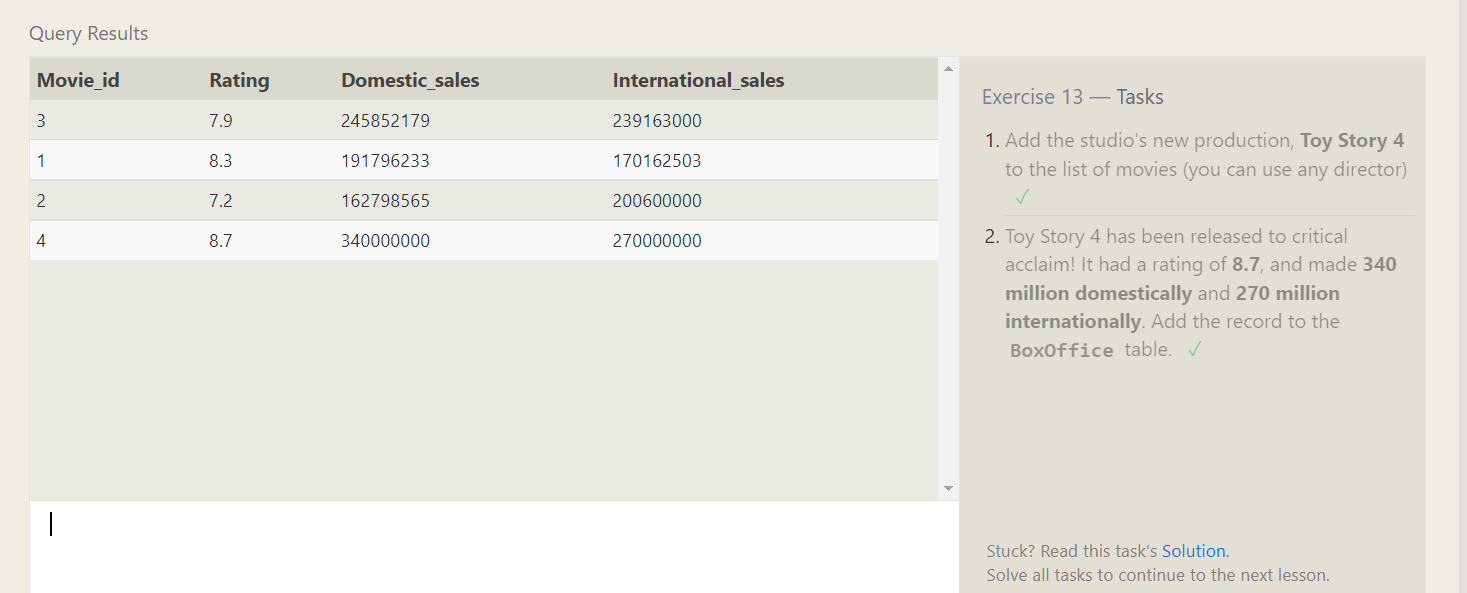 Query Results
Movie_id Rating Domestic_sales International_sales
3 7.9 245852179 239163000
1 8.3 191796233 170162503
2 7.2 162798565 200600000
4 8.7 340000000 270000000
Exercise 13 — Tasks
1. Add the studio's new production, Toy Story 4
to the list of movies (you can use any director)
✓
2. Toy Story 4 has been released to critical
acclaim! It had a rating of 8.7, and made 340
million domestically and 270 million
internationally. Add the record to the
BoxOffice table. ✓
Stuck? Read this task's Solution.
Solve all tasks to continue to the next lesson.